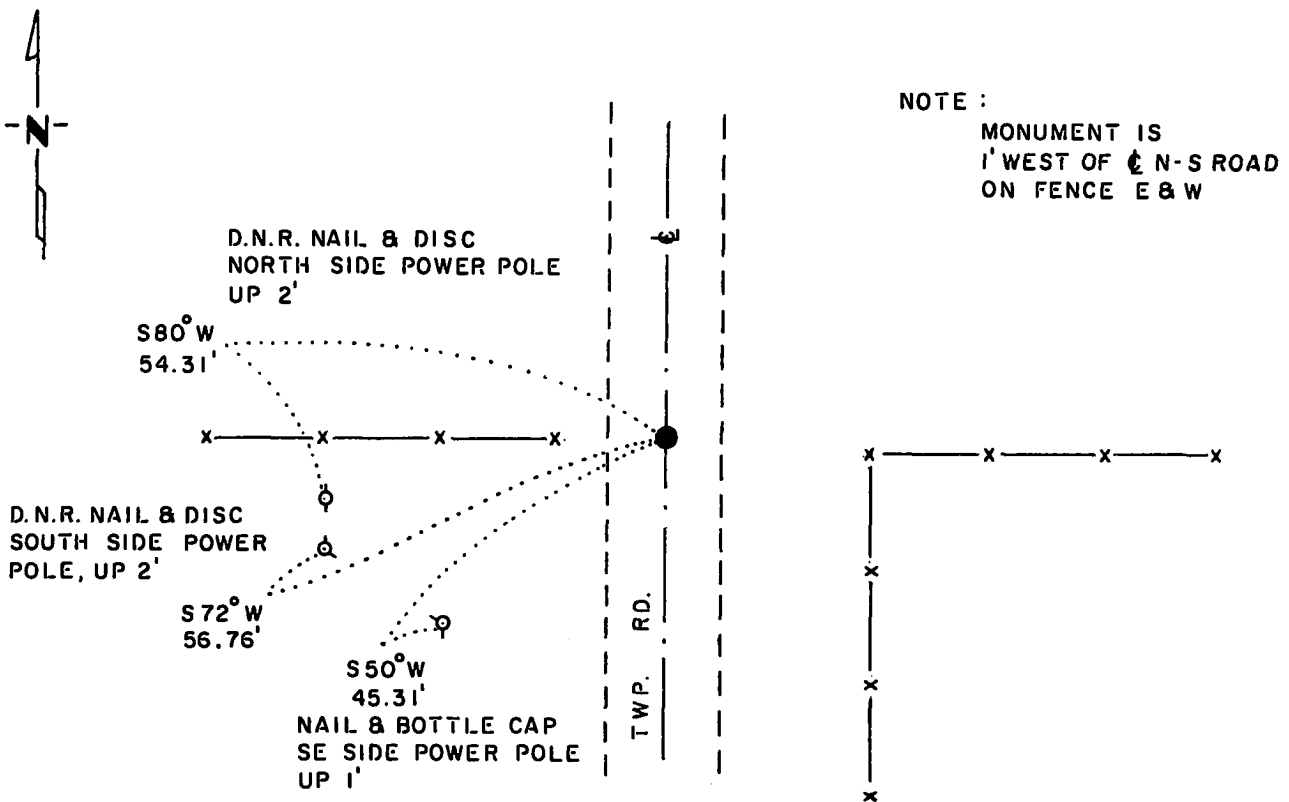 N
NOTE :
MONUMENT IS
1' WEST OF ℄ N-S ROAD
ON FENCE E & W
D.N.R. NAIL & DISC
NORTH SIDE POWER POLE
UP 2'
℄
S80°W
54.31'
D.N.R. NAIL & DISC
SOUTH SIDE POWER
POLE, UP 2'
S72°W
56.76'
S50°W
45.31'
NAIL & BOTTLE CAP
SE SIDE POWER POLE
UP 1'
TWP. RD.